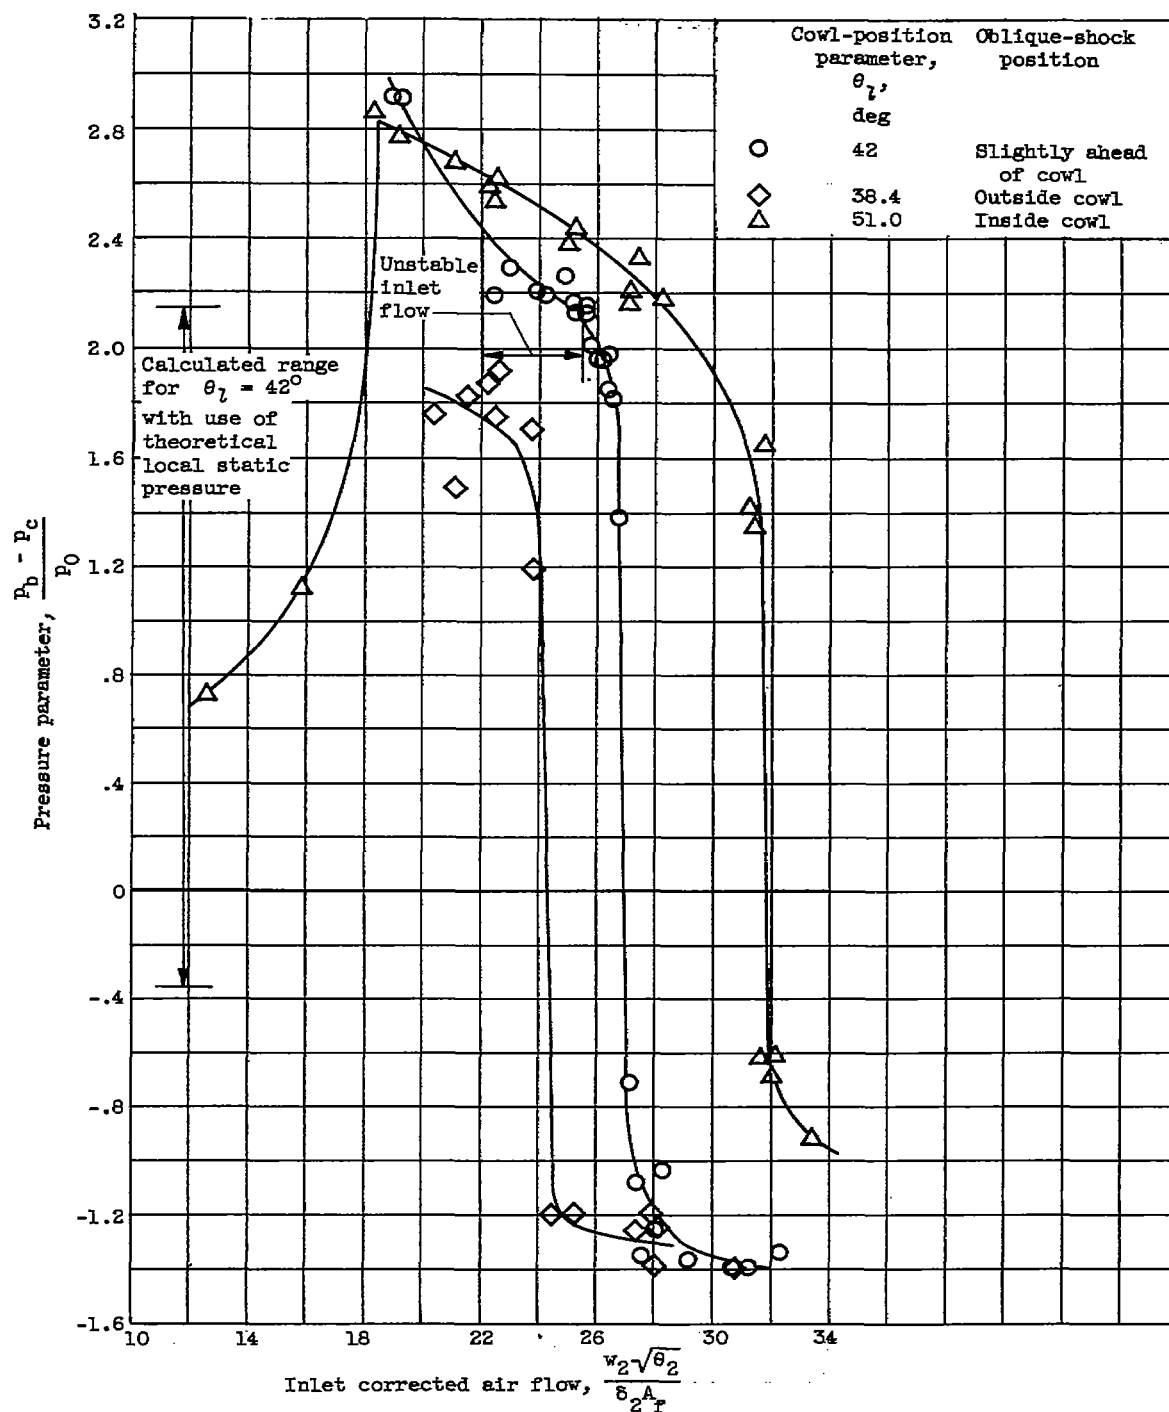 3.2
2.8
2.4
2.0
1.6
1.2
.8
.4
0
-.4
-.8
-1.2
-1.6
Pressure parameter, p_b - p_c / p_0
Cowl-position parameter, θ_l, deg
Oblique-shock position
42 Slightly ahead of cowl
38.4 Outside cowl
51.0 Inside cowl
Unstable
inlet
flow
Calculated range
for θ_l = 42°
with use of
theoretical
local static
pressure
10 14 18 22 26 30 34
Inlet corrected air flow, w_2 √θ_2 / δ_2 A_f